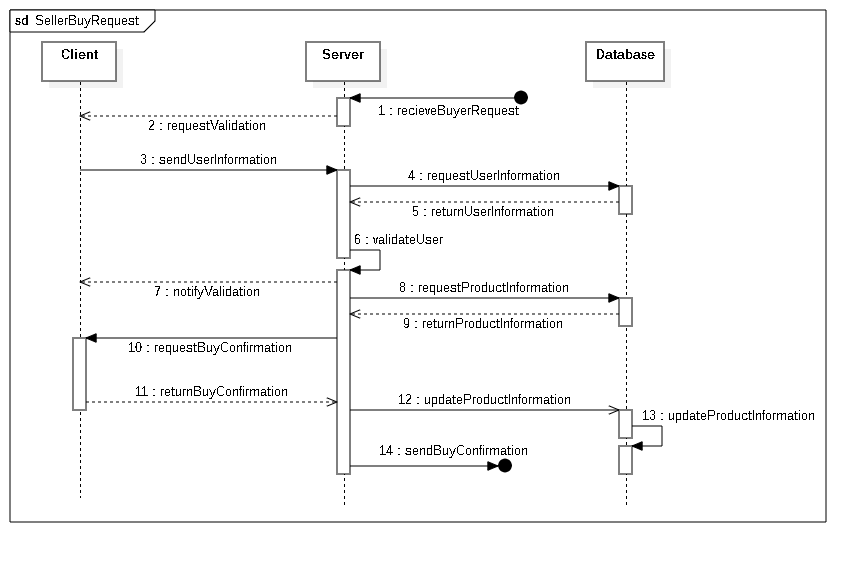 sd SellerBuyRequest
Client
Server
Database
1 : recieveBuyerRequest
2 : requestValidation
3 : sendUserInformation
4 : requestUserInformation
5 : returnUserInformation
6 : validateUser
7 : notifyValidation
8 : requestProductInformation
9 : returnProductInformation
10 : requestBuyConfirmation
11 : returnBuyConfirmation
12 : updateProductInformation
13 : updateProductInformation
14 : sendBuyConfirmation